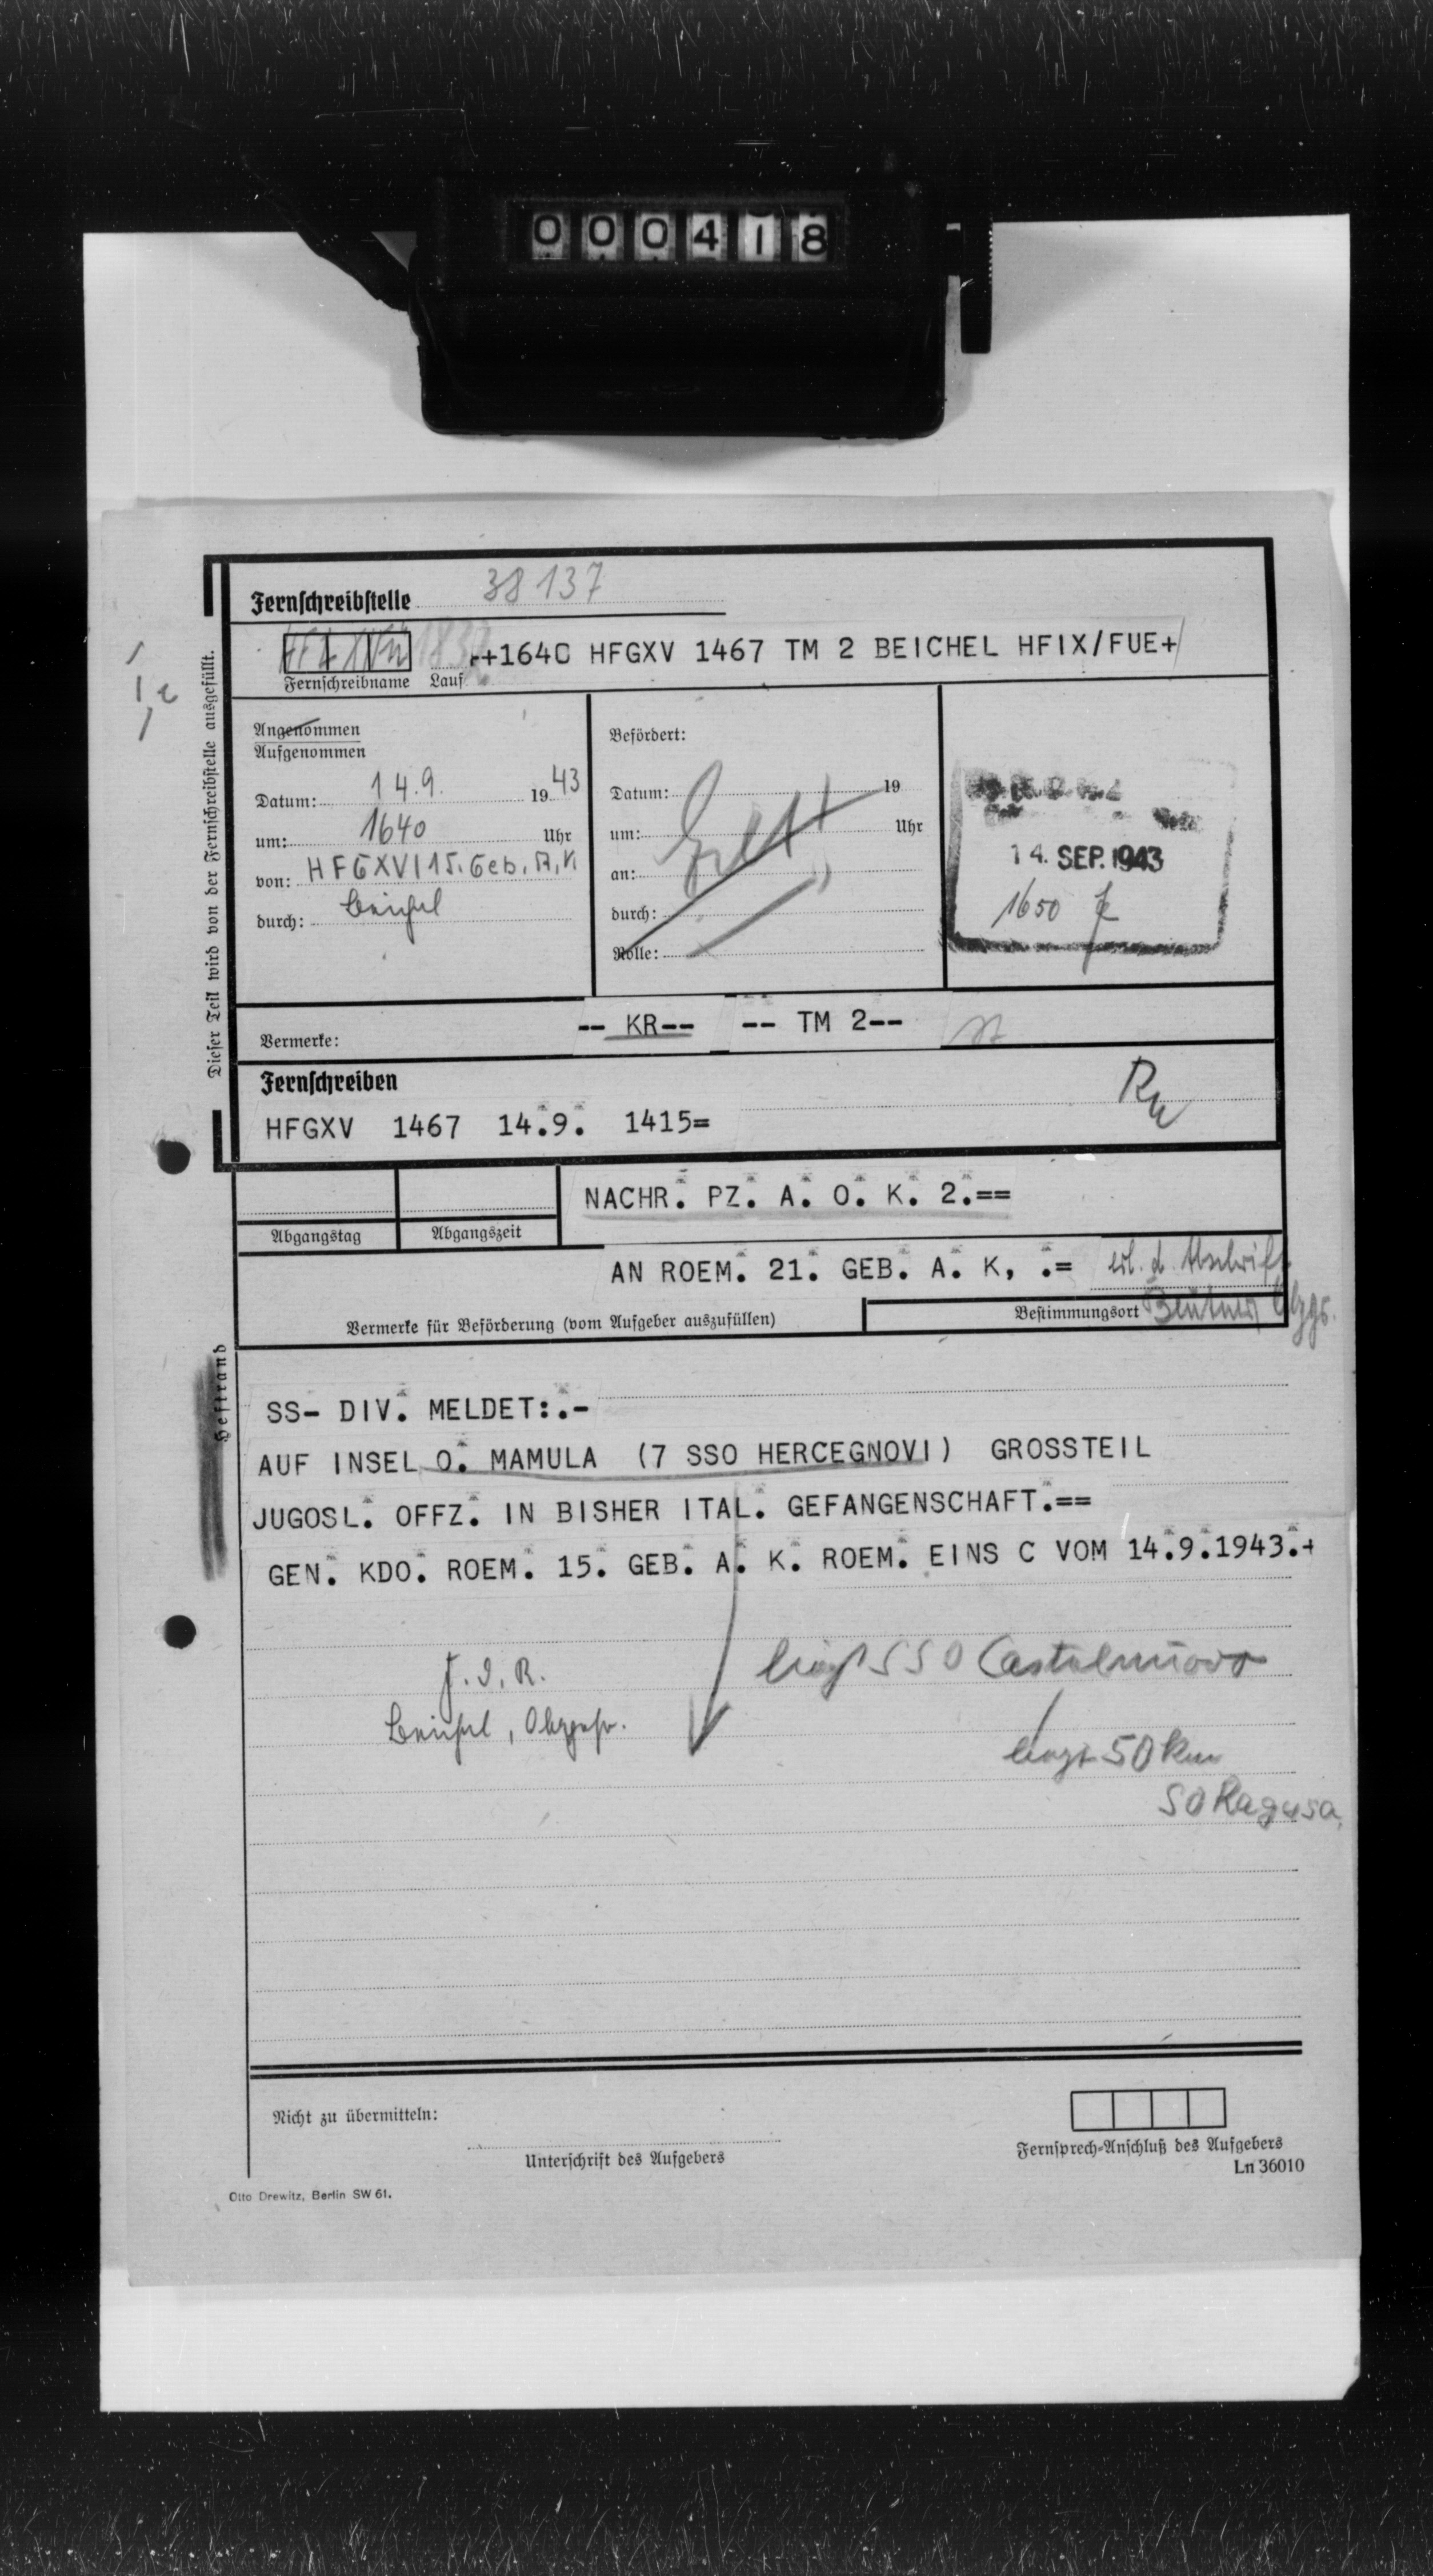 000418
Fernschreibstelle 38137
+1640 HFGXV 1467 TM 2 BEICHEL HFIX/FUE+
Fernschreibname Lauf
Dieser Teil wird von der Fernschreibstelle ausgefüllt.
Angenommen
Aufgenommen
Datum: 14.9. 1943
um: 1640 Uhr
von: HFGXV/15. Geb. A.K.
durch: Beichel
Befördert:
Datum: 19
um: Uhr
an:
durch:
Rolle:
14. SEP. 1943
1650
Vermerke: -- KR-- -- TM 2--
Fernschreiben
HFGXV 1467 14.9. 1415=
NACHR. PZ. A. O. K. 2.==
Abgangstag Abgangszeit
AN ROEM. 21. GEB. A. K, .=
Vermerke für Beförderung (vom Aufgeber auszufüllen) Bestimmungsort
Heftrand
SS- DIV. MELDET:.-
AUF INSEL O. MAMULA (7 SSO HERCEGNOVI) GROSSTEIL
JUGOSL. OFFZ. IN BISHER ITAL. GEFANGENSCHAFT.==
GEN. KDO. ROEM. 15. GEB. A. K. ROEM. EINS C VOM 14.9.1943.+
F.d.R.
Beichel, Obgefr.
liegt SSO Castelnuovo
liegt 50 km
SO Ragusa
Nicht zu übermitteln:
Unterschrift des Aufgebers
Fernsprech-Anschluß des Aufgebers
Ln 36010
Otto Drewitz, Berlin SW 61.